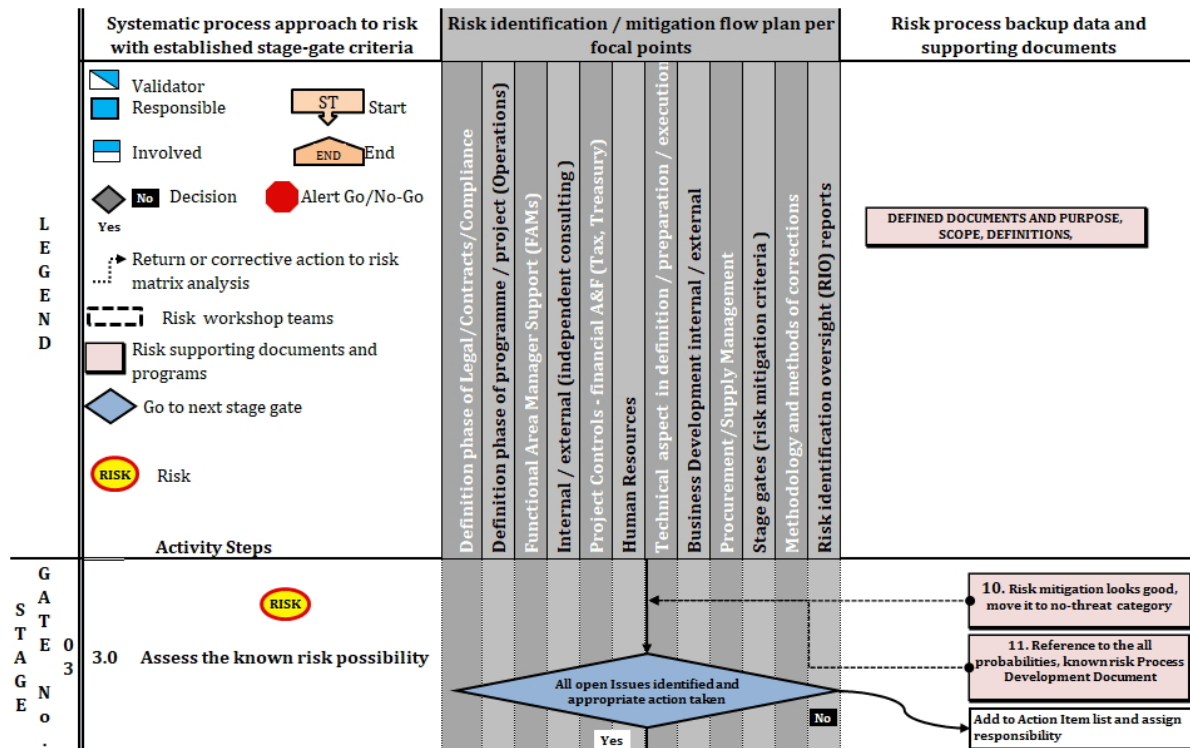 Systematic process approach to risk
with established stage-gate criteria
Risk identification / mitigation flow plan per
focal points
Risk process backup data and
supporting documents
LEGEND
Validator
Responsible
ST
Start
Involved
END
End
No
Decision
Alert Go/No-Go
Yes
Return or corrective action to risk
matrix analysis
Risk workshop teams
Risk supporting documents and
programs
Go to next stage gate
RISK
Risk
Activity Steps
Definition phase of Legal/Contracts/Compliance
Definition phase of programme / project (Operations)
Functional Area Manager Support (FAMs)
Internal / external (independent consulting )
Project Controls - financial A&F (Tax, Treasury)
Human Resources
Technical aspect in definition / preparation / execution
Business Development internal / external
Procurement/Supply Management
Stage gates (risk mitigation criteria )
Methodology and methods of corrections
Risk identification oversight (RIO) reports
DEFINED DOCUMENTS AND PURPOSE,
SCOPE, DEFINITIONS,
STAGE
GATE No.
03
3.0
RISK
Assess the known risk possibility
All open Issues identified and
appropriate action taken
No
Yes
10. Risk mitigation looks good,
move it to no-threat category
11. Reference to the all
probabilities, known risk Process
Development Document
Add to Action Item list and assign
responsibility